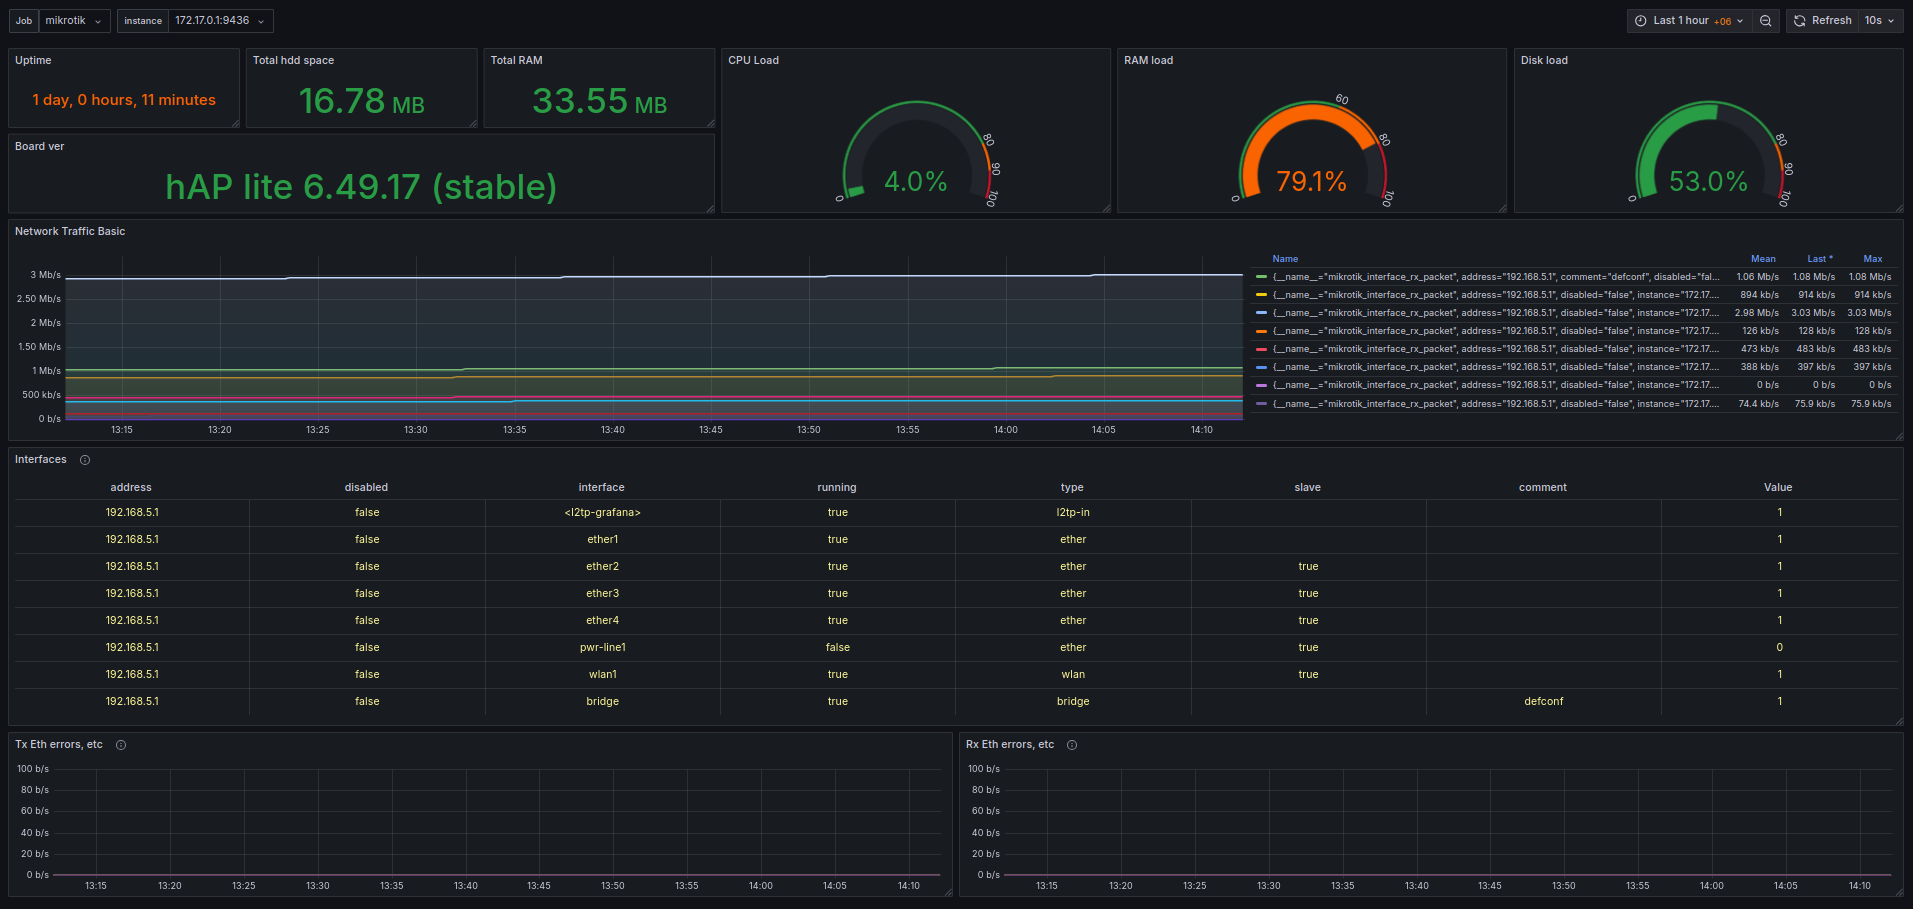 Job mikrotik instance 172.17.0.1:9436 Last 1 hour +06 Refresh 10s
Uptime
1 day, 0 hours, 11 minutes
Total hdd space
16.78 MB
Total RAM
33.55 MB
Board ver
hAP lite 6.49.17 (stable)
CPU Load
0 80 90 100
4.0%
RAM load
0 60 80 100
79.1%
Disk load
0 80 90 100
53.0%
Network Traffic Basic
3 Mb/s
2.50 Mb/s
2 Mb/s
1.50 Mb/s
1 Mb/s
500 kb/s
0 b/s
13:15 13:20 13:25 13:30 13:35 13:40 13:45 13:50 13:55 14:00 14:05 14:10
Name Mean Last * Max
{__name__="mikrotik_interface_rx_packet", address="192.168.5.1", comment="defconf", disabled="fal... 1.06 Mb/s 1.08 Mb/s 1.08 Mb/s
{__name__="mikrotik_interface_rx_packet", address="192.168.5.1", disabled="false", instance="172.17.... 894 kb/s 914 kb/s 914 kb/s
{__name__="mikrotik_interface_rx_packet", address="192.168.5.1", disabled="false", instance="172.17.... 2.98 Mb/s 3.03 Mb/s 3.03 Mb/s
{__name__="mikrotik_interface_rx_packet", address="192.168.5.1", disabled="false", instance="172.17.... 126 kb/s 128 kb/s 128 kb/s
{__name__="mikrotik_interface_rx_packet", address="192.168.5.1", disabled="false", instance="172.17.... 473 kb/s 483 kb/s 483 kb/s
{__name__="mikrotik_interface_rx_packet", address="192.168.5.1", disabled="false", instance="172.17.... 388 kb/s 397 kb/s 397 kb/s
{__name__="mikrotik_interface_rx_packet", address="192.168.5.1", disabled="false", instance="172.17.... 0 b/s 0 b/s 0 b/s
{__name__="mikrotik_interface_rx_packet", address="192.168.5.1", disabled="false", instance="172.17.... 74.4 kb/s 75.9 kb/s 75.9 kb/s
Interfaces
address disabled interface running type slave comment Value
192.168.5.1 false <l2tp-grafana> true l2tp-in 1
192.168.5.1 false ether1 true ether 1
192.168.5.1 false ether2 true ether true 1
192.168.5.1 false ether3 true ether true 1
192.168.5.1 false ether4 true ether true 1
192.168.5.1 false pwr-line1 false ether true 0
192.168.5.1 false wlan1 true wlan true 1
192.168.5.1 false bridge true bridge defconf 1
Tx Eth errors, etc
100 b/s
80 b/s
60 b/s
40 b/s
20 b/s
0 b/s
13:15 13:20 13:25 13:30 13:35 13:40 13:45 13:50 13:55 14:00 14:05 14:10
Rx Eth errors, etc
100 b/s
80 b/s
60 b/s
40 b/s
20 b/s
0 b/s
13:15 13:20 13:25 13:30 13:35 13:40 13:45 13:50 13:55 14:00 14:05 14:10